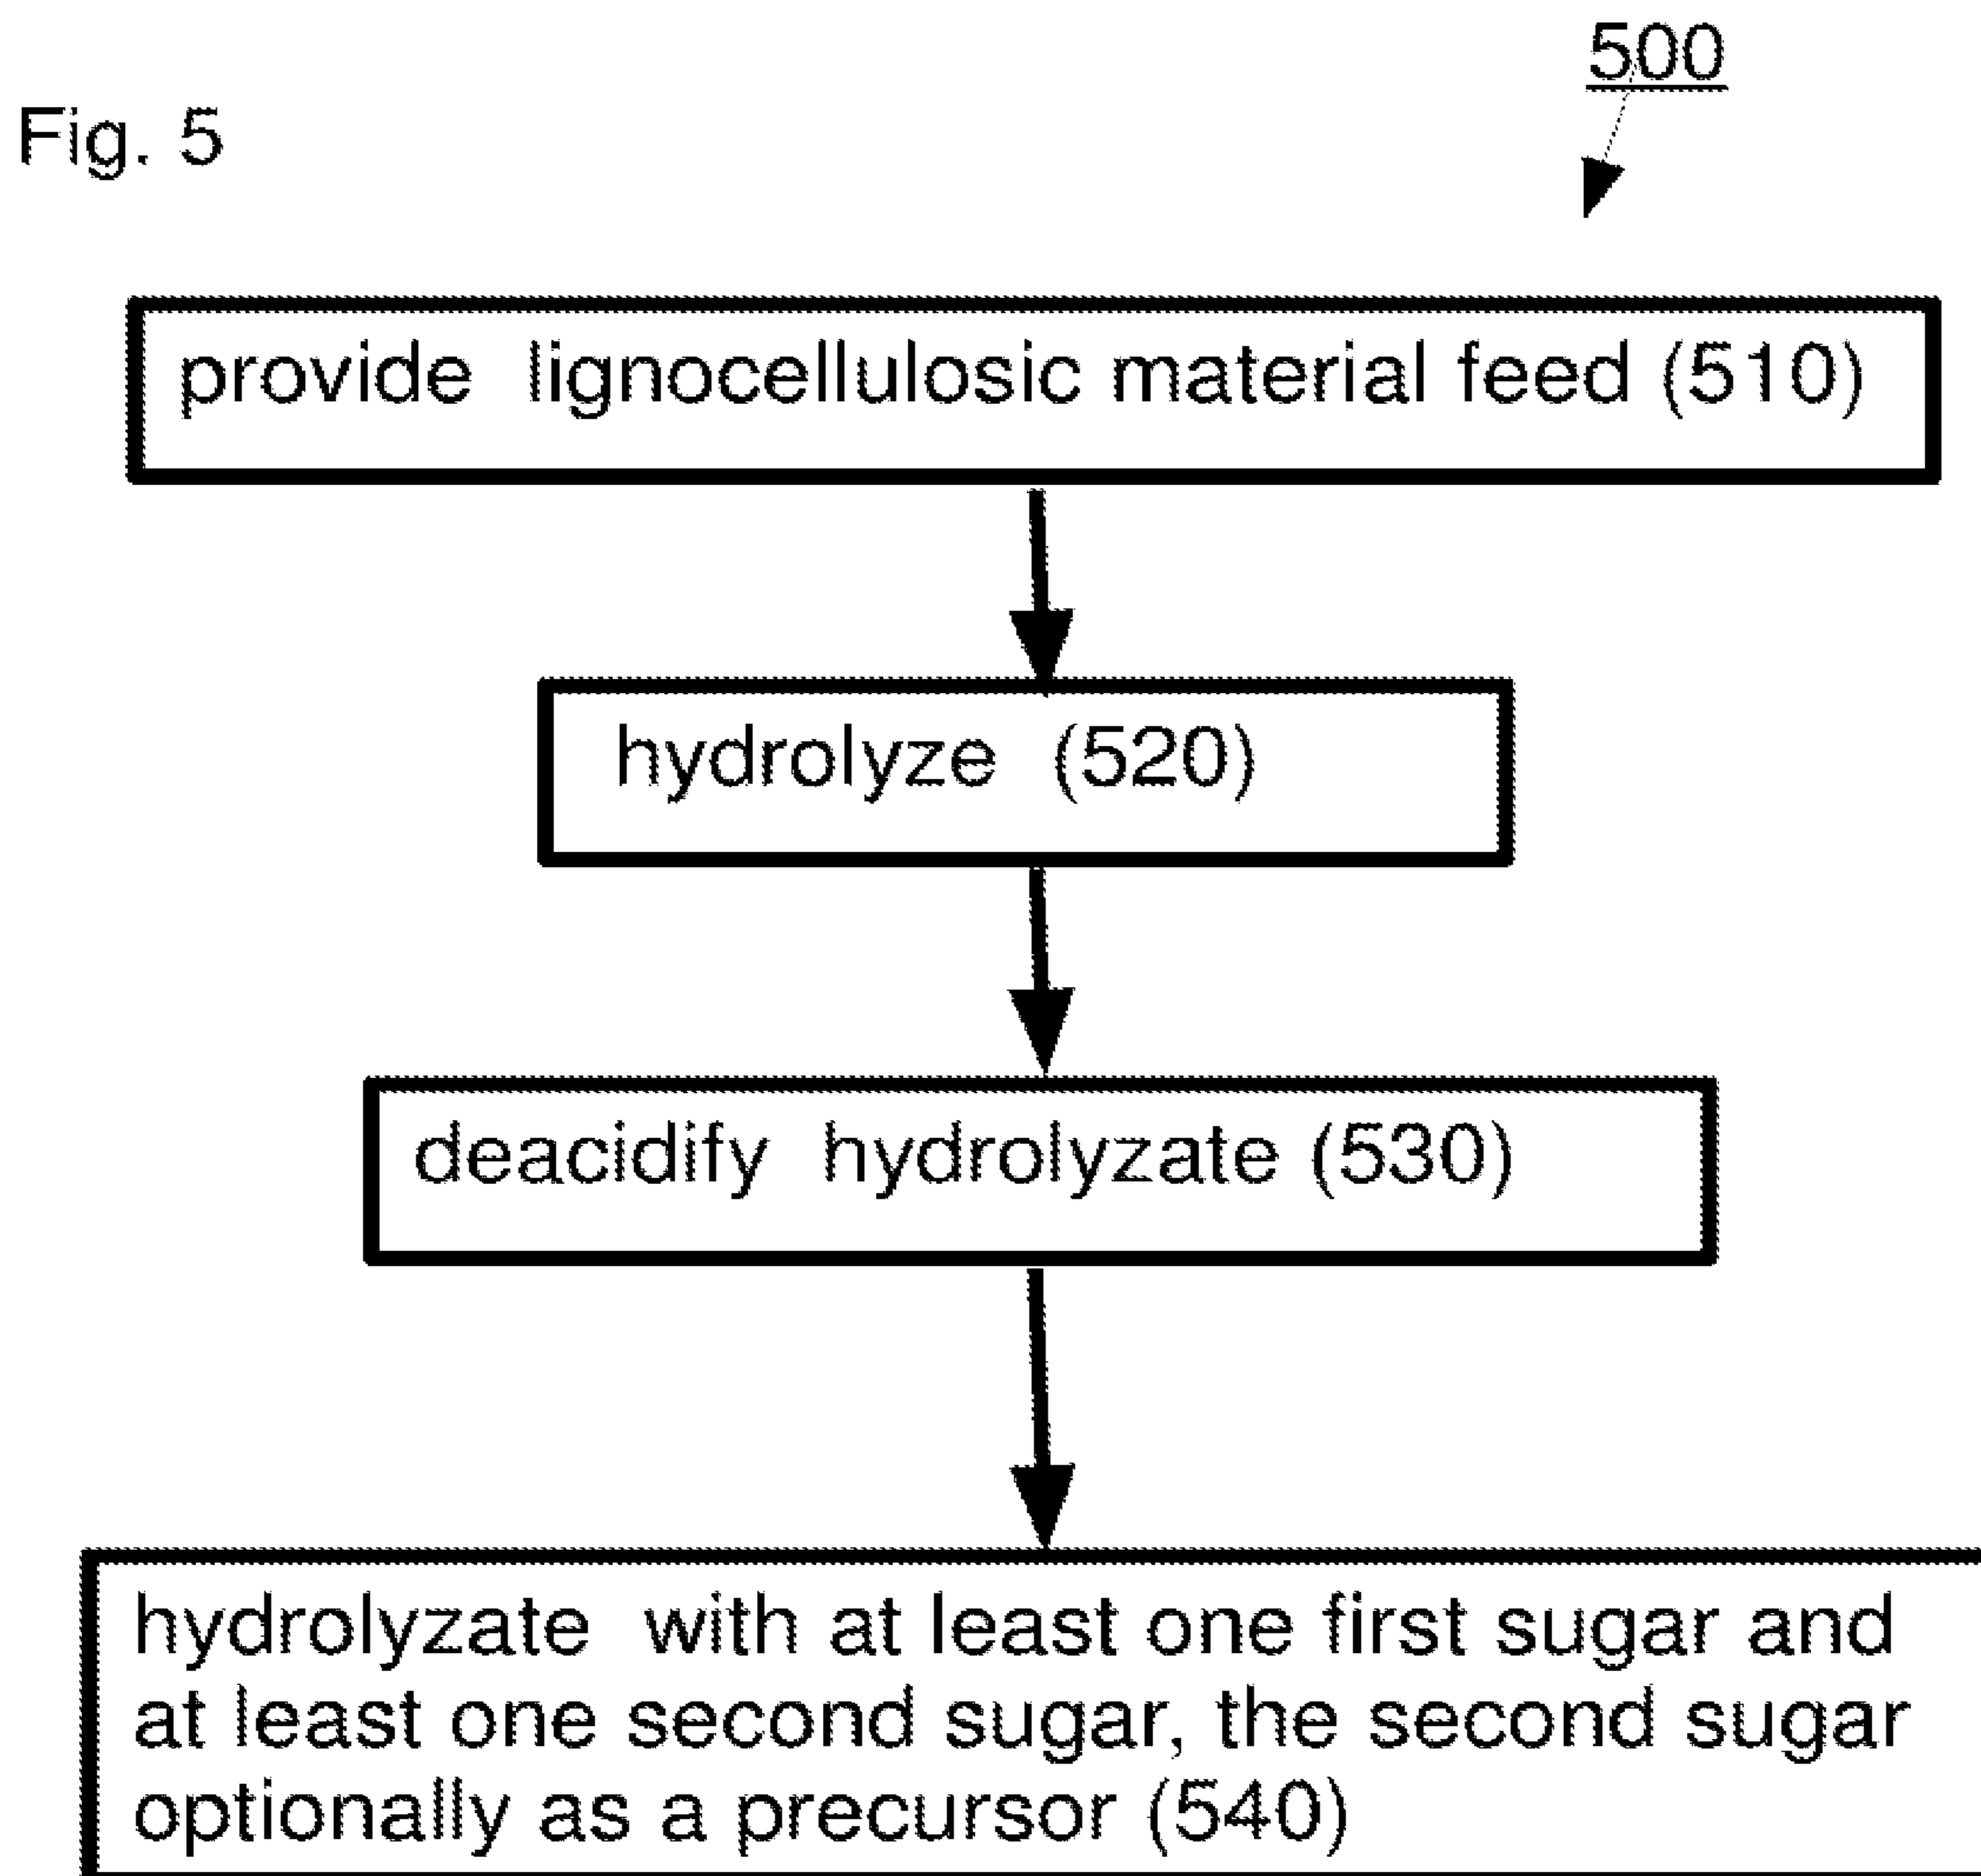 500
Fig. 5
provide lignocellulosic material feed (510)
hydrolyze (520)
deacidify hydrolyzate (530)
hydrolyzate with at least one first sugar and
at least one second sugar, the second sugar
optionally as a precursor (540)